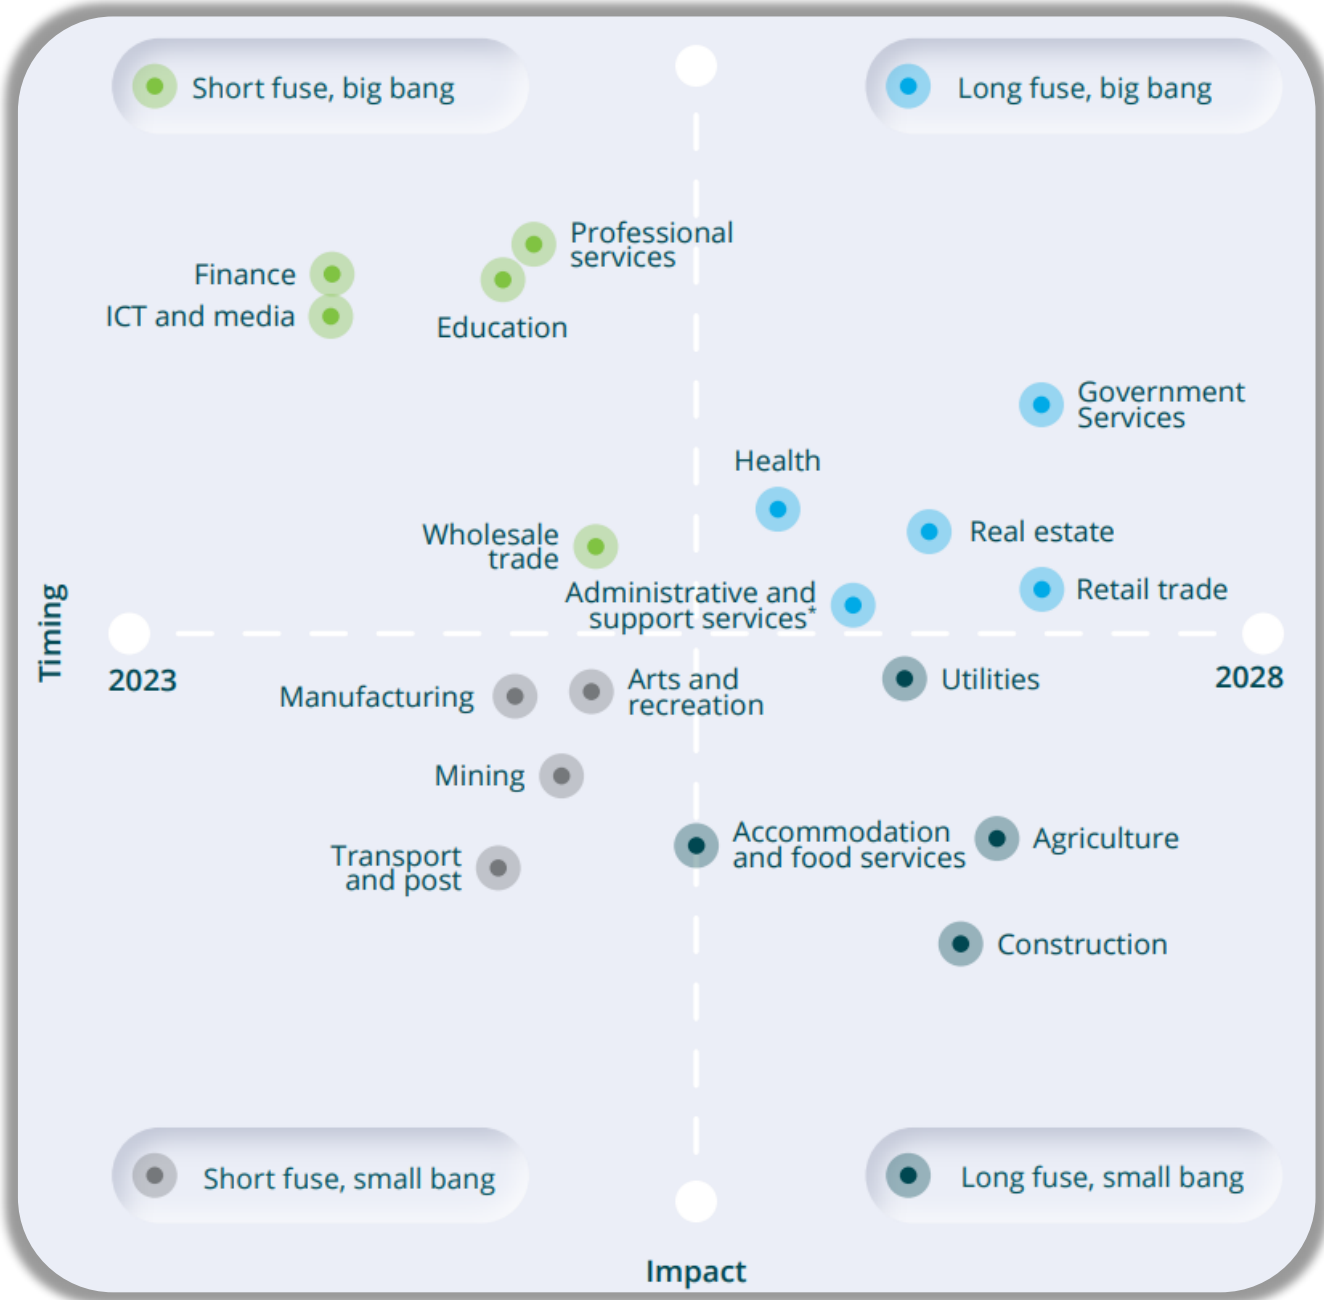 Short fuse, big bang
Long fuse, big bang
Professional
services
Finance
ICT and media
Education
Government
Services
Health
Wholesale
trade
Real estate
Administrative and
support services*
Retail trade
Timing
2023
2028
Manufacturing
Arts and
recreation
Utilities
Mining
Transport
and post
Accommodation
and food services
Agriculture
Construction
Short fuse, small bang
Long fuse, small bang
Impact